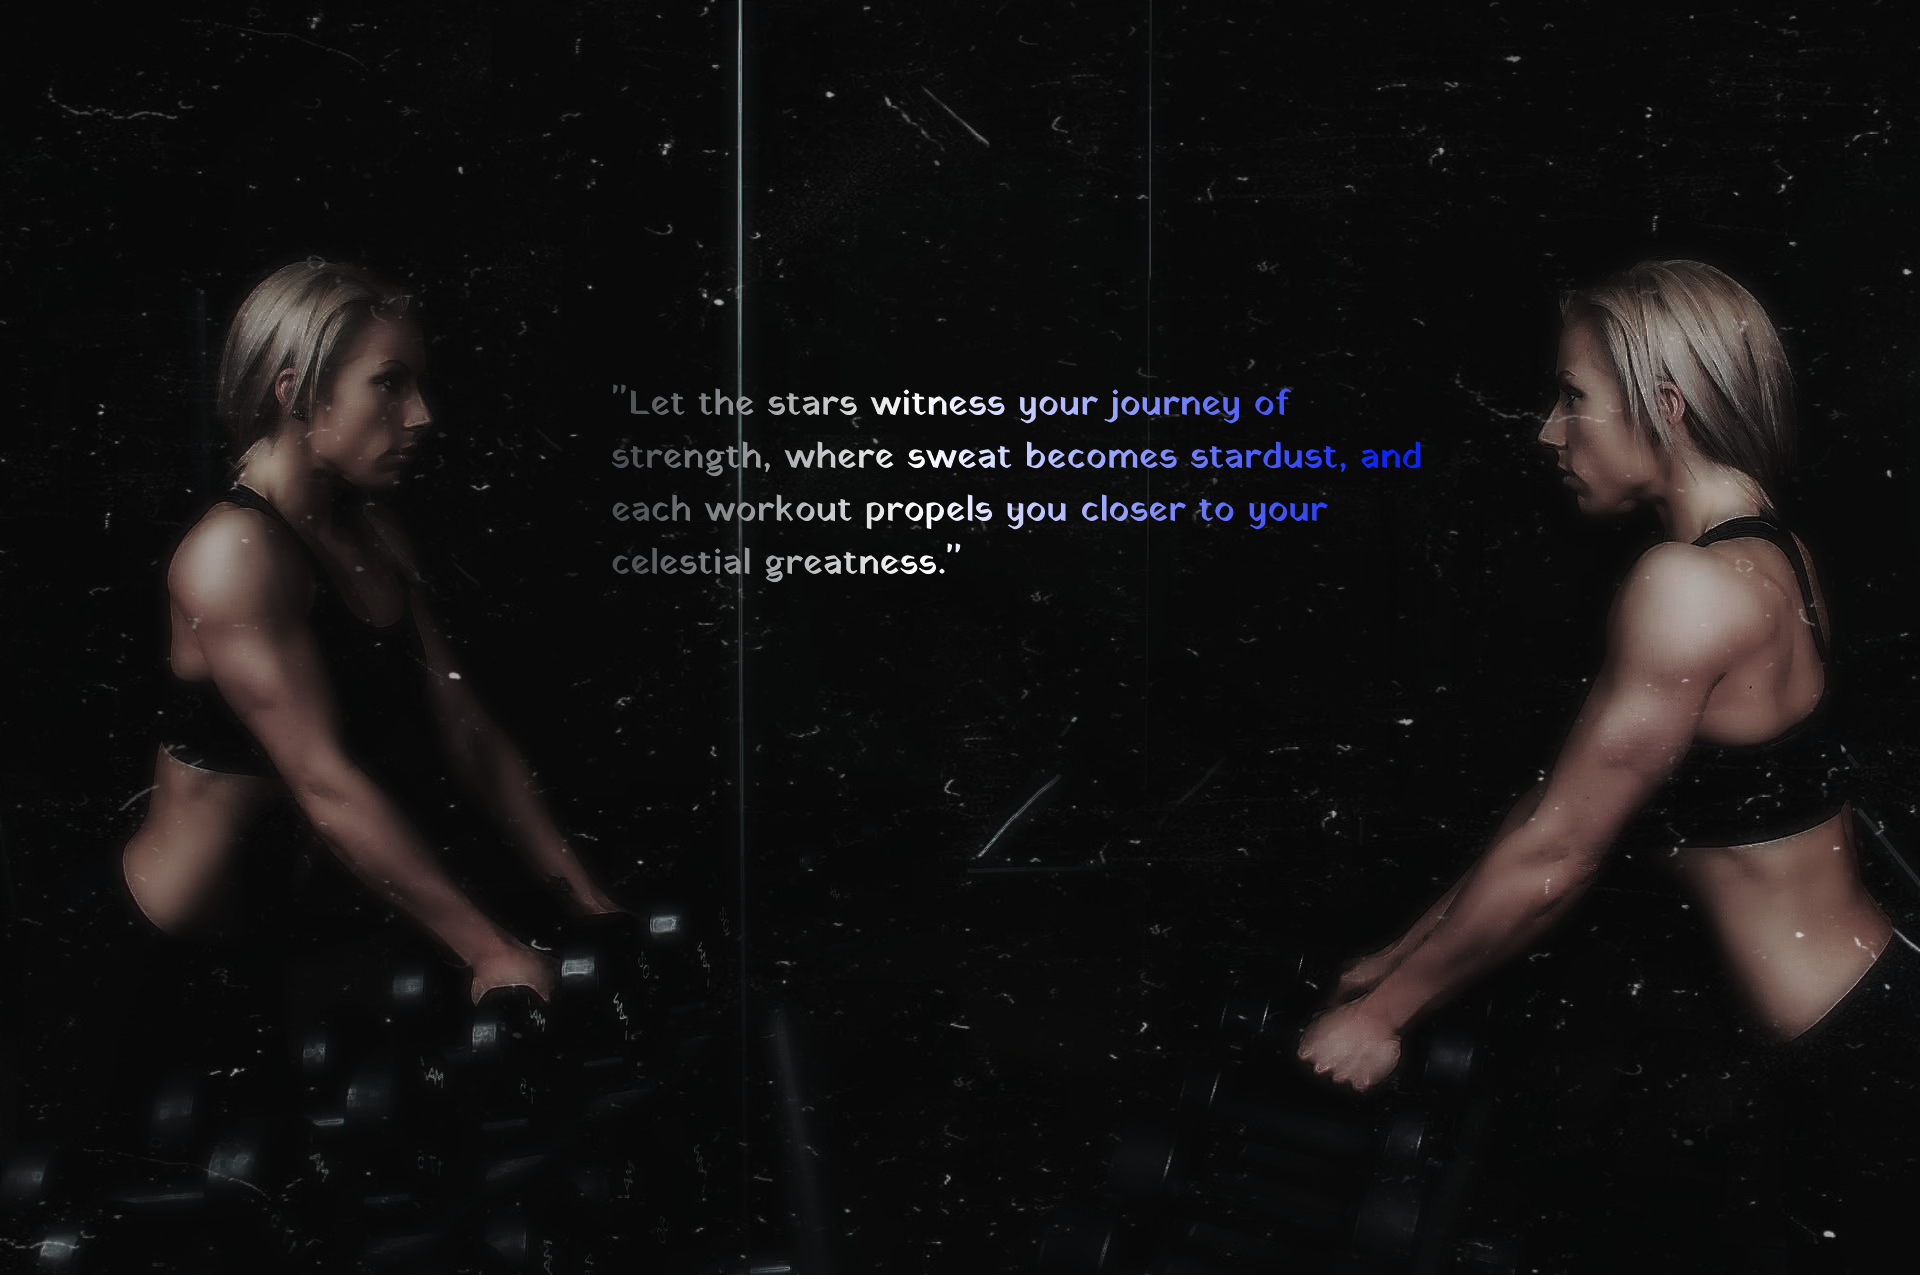 "Let the stars witness your journey of
strength, where sweat becomes stardust, and
each workout propels you closer to your
celestial greatness."